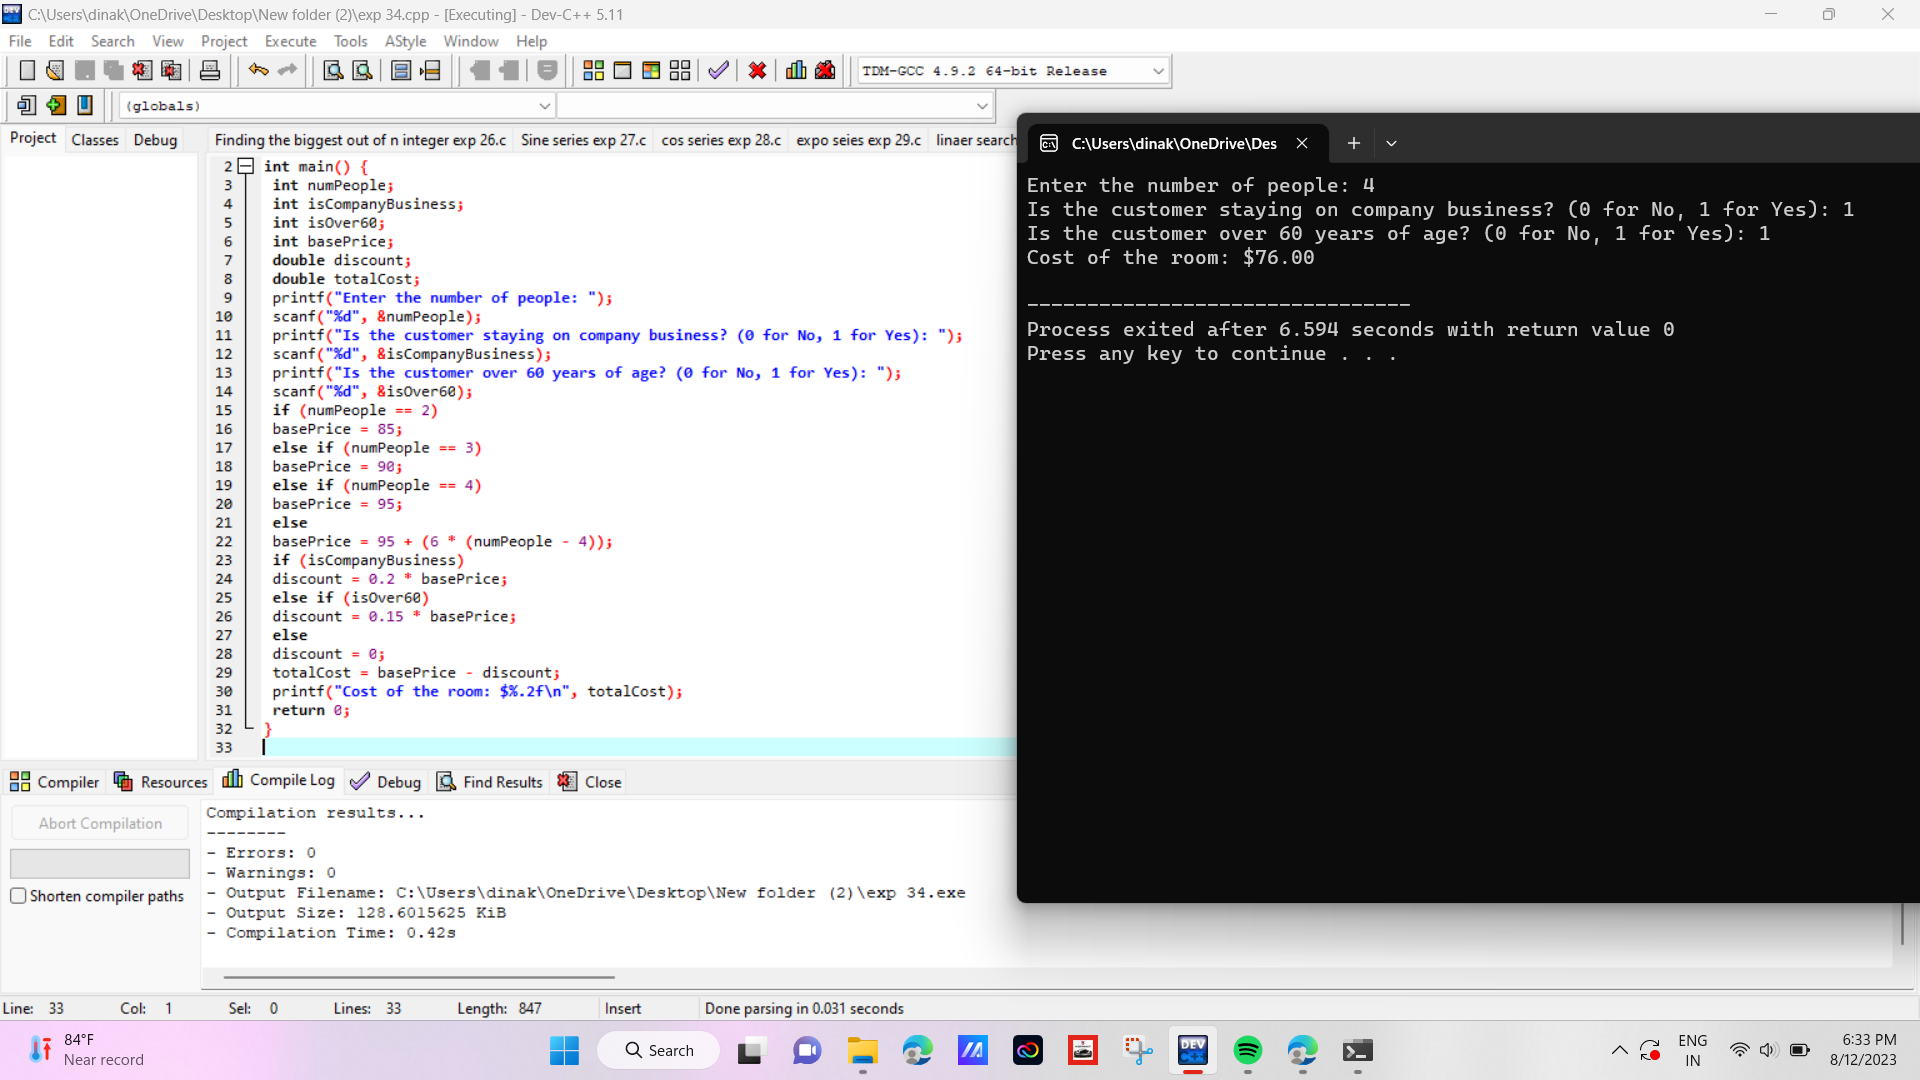 C:\Users\dinak\OneDrive\Desktop\New folder (2)\exp 34.cpp - [Executing] - Dev-C++ 5.11
File Edit Search View Project Execute Tools AStyle Window Help
TDM-GCC 4.9.2 64-bit Release
(globals)
Project Classes Debug
Finding the biggest out of n integer exp 26.c Sine series exp 27.c cos series exp 28.c expo seies exp 29.c linaer search
2 int main() {
3 int numPeople;
4 int isCompanyBusiness;
5 int isOver60;
6 int basePrice;
7 double discount;
8 double totalCost;
9 printf("Enter the number of people: ");
10 scanf("%d", &numPeople);
11 printf("Is the customer staying on company business? (0 for No, 1 for Yes): ");
12 scanf("%d", &isCompanyBusiness);
13 printf("Is the customer over 60 years of age? (0 for No, 1 for Yes): ");
14 scanf("%d", &isOver60);
15 if (numPeople == 2)
16 basePrice = 85;
17 else if (numPeople == 3)
18 basePrice = 90;
19 else if (numPeople == 4)
20 basePrice = 95;
21 else
22 basePrice = 95 + (6 * (numPeople - 4));
23 if (isCompanyBusiness)
24 discount = 0.2 * basePrice;
25 else if (isOver60)
26 discount = 0.15 * basePrice;
27 else
28 discount = 0;
29 totalCost = basePrice - discount;
30 printf("Cost of the room: $%.2f\n", totalCost);
31 return 0;
32 }
33
C:\Users\dinak\OneDrive\Des
Enter the number of people: 4
Is the customer staying on company business? (0 for No, 1 for Yes): 1
Is the customer over 60 years of age? (0 for No, 1 for Yes): 1
Cost of the room: $76.00
--------------------------------
Process exited after 6.594 seconds with return value 0
Press any key to continue . . .
Compiler Resources Compile Log Debug Find Results Close
Abort Compilation
Shorten compiler paths
Compilation results...
--------
- Errors: 0
- Warnings: 0
- Output Filename: C:\Users\dinak\OneDrive\Desktop\New folder (2)\exp 34.exe
- Output Size: 128.6015625 KiB
- Compilation Time: 0.42s
Line: 33 Col: 1 Sel: 0 Lines: 33 Length: 847 Insert Done parsing in 0.031 seconds
84°F
Near record
Search
DEV
C++
ENG
IN
6:33 PM
8/12/2023